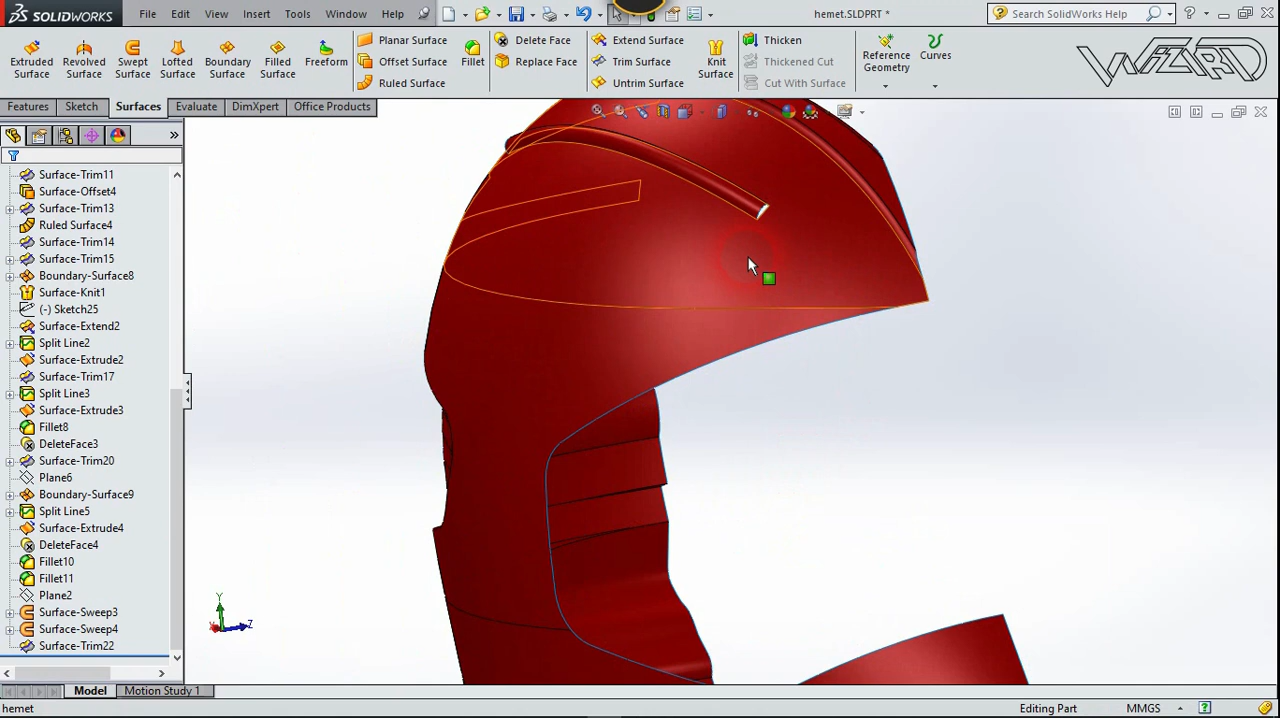 SOLIDWORKS File Edit View Insert Tools Window Help hemet.SLDPRT * Search SolidWorks Help
Extruded Surface Revolved Surface Swept Surface Lofted Surface Boundary Surface Filled Surface Freeform Planar Surface Offset Surface Ruled Surface Fillet Delete Face Replace Face Extend Surface Trim Surface Untrim Surface Knit Surface Thicken Thickened Cut Cut With Surface Reference Geometry Curves WIZARD
Features Sketch Surfaces Evaluate DimXpert Office Products
Surface-Trim11
Surface-Offset4
Surface-Trim13
Ruled Surface4
Surface-Trim14
Surface-Trim15
Boundary-Surface8
Surface-Knit1
(-) Sketch25
Surface-Extend2
Split Line2
Surface-Extrude2
Surface-Trim17
Split Line3
Surface-Extrude3
Fillet8
DeleteFace3
Surface-Trim20
Plane6
Boundary-Surface9
Split Line5
Surface-Extrude4
DeleteFace4
Fillet10
Fillet11
Plane2
Surface-Sweep3
Surface-Sweep4
Surface-Trim22
Y
Z
Model Motion Study 1
hemet Editing Part MMGS